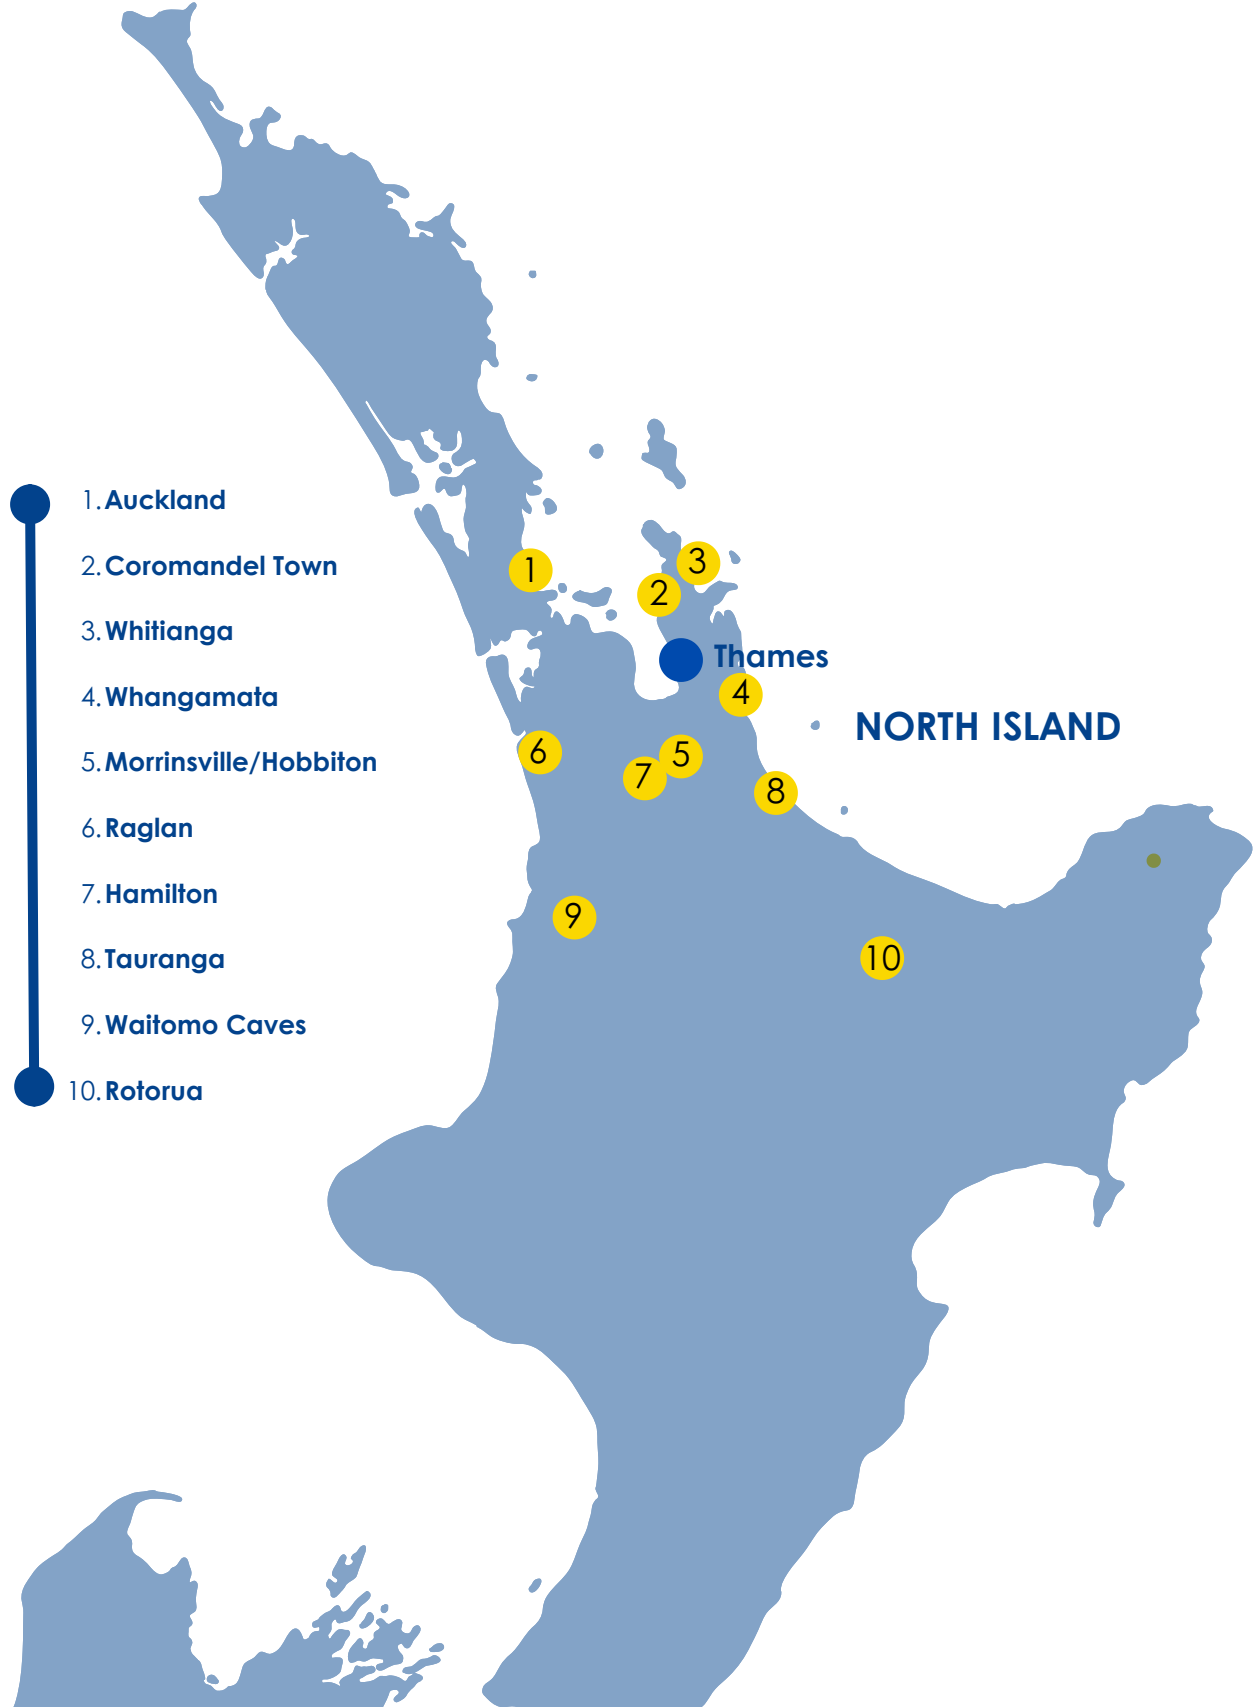 1. Auckland
2. Coromandel Town
3. Whitianga
4. Whangamata
5. Morrinsville/Hobbiton
6. Raglan
7. Hamilton
8. Tauranga
9. Waitomo Caves
10. Rotorua
1
3
2
Thames
4
NORTH ISLAND
6
5
7
8
9
10